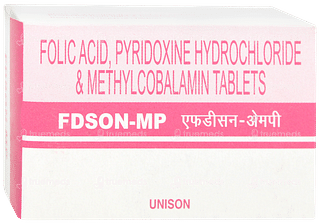 FOLIC ACID, PYRIDOXINE HYDROCHLORIDE
& METHYLCOBALAMIN TABLETS
FDSON-MP एफडीसन-एमपी
UNISON